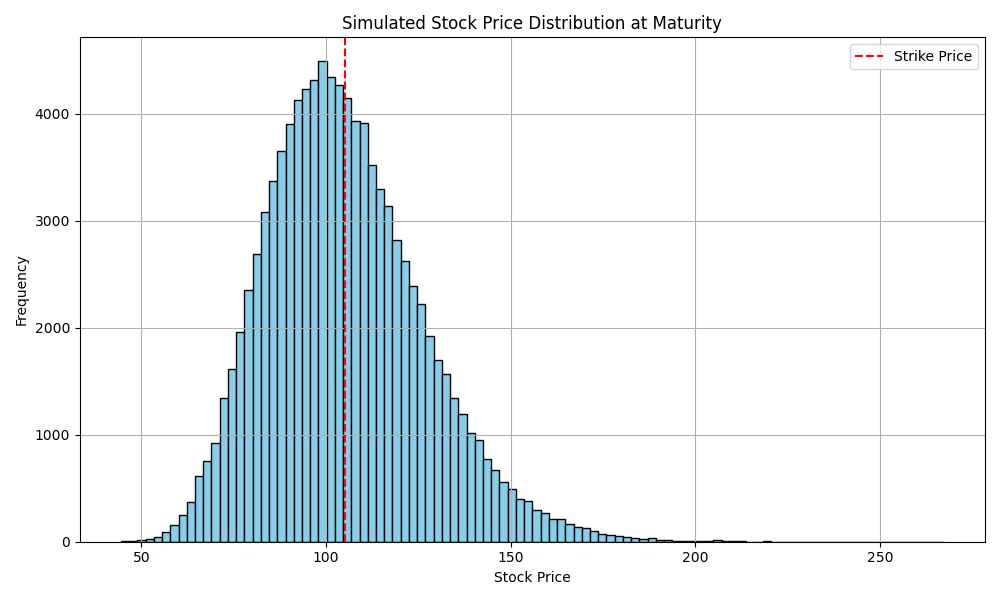 Simulated Stock Price Distribution at Maturity
Strike Price
Frequency
4000
3000
2000
1000
0
50
100
150
200
250
Stock Price